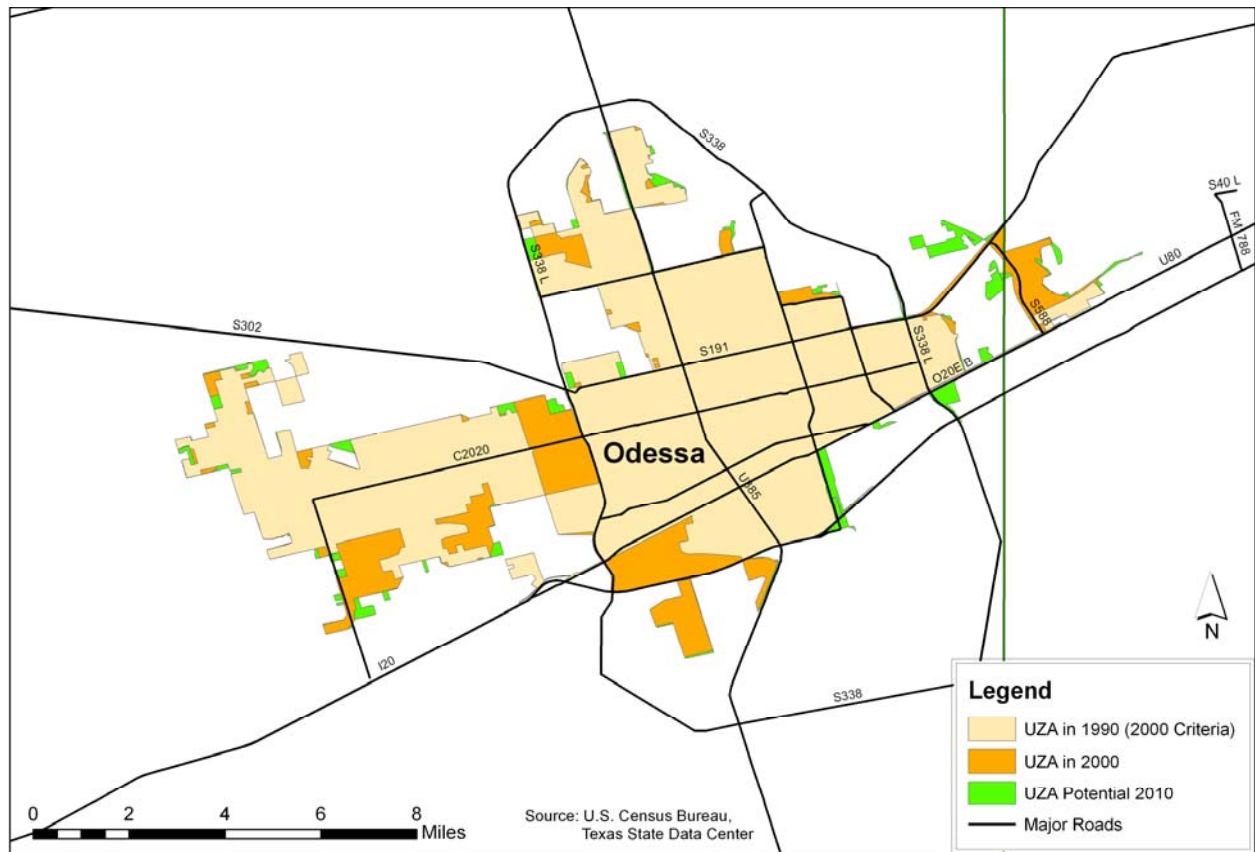 S338
S40 L
FM 788
U80
S338 L
S588
S302
S191
S338 L
O20E B
C2020
Odessa
U385
I20
S338
N
Legend
UZA in 1990 (2000 Criteria)
UZA in 2000
UZA Potential 2010
Major Roads
0 2 4 6 8
Miles
Source: U.S. Census Bureau,
Texas State Data Center